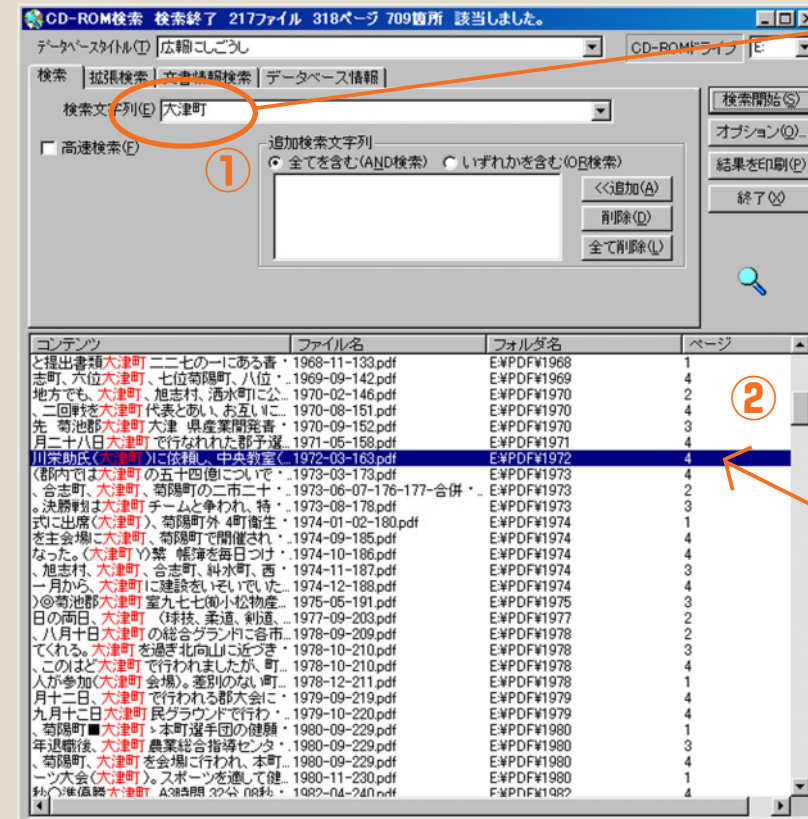 CD-ROM検索 検索終了 217ファイル 318ページ 709箇所 該当しました。
データベースタイトル(T) 広報こしごうし CD-ROMドライブ E:
検索 拡張検索 文書情報検索 データベース情報
検索文字列(E) 大津町
検索開始(S)
高速検索(F)
①
追加検索文字列
全てを含む(AND検索) いずれかを含む(OR検索)
<<追加(A)
削除(D)
全て削除(L)
オプション(O)...
結果を印刷(P)
終了(X)
コンテンツ ファイル名 フォルダ名 ページ
と提出書類大津町二二七の一にある書・ 1968-11-133.pdf E:¥PDF¥1968 1
志町、六位大津町、七位菊陽町、八位・.. 1969-09-142.pdf E:¥PDF¥1969 4
地方でも、大津町、旭志村、泗水町に公... 1970-02-146.pdf E:¥PDF¥1970 2
、二回戦を大津町代表とあい、お互いに... 1970-08-151.pdf E:¥PDF¥1970 4
先 菊池郡大津町大津 県産業開発書・ 1970-09-152.pdf E:¥PDF¥1970 3
月二十八日大津町で行なれれた郡予選... 1971-05-158.pdf E:¥PDF¥1971 4
川栄助氏(大津町)に依頼し、中央教室(... 1972-03-163.pdf E:¥PDF¥1972 4
(郡内では大津町の五十四億について・.. 1973-03-173.pdf E:¥PDF¥1973 4
、合志町、大津町、菊陽町の二市二十・.. 1973-06-07-176-177-合併・.. E:¥PDF¥1973 2
。決勝戦は大津町チームと争われ、特・.. 1973-08-178.pdf E:¥PDF¥1973 3
式に出席(大津町)、菊陽町外 4町衛生・ 1974-01-02-180.pdf E:¥PDF¥1974 1
を主会場に大津町、菊陽町で開催され・.. 1974-09-185.pdf E:¥PDF¥1974 4
なった。(大津町Y)繁 帳簿を毎日つけ・.. 1974-10-186.pdf E:¥PDF¥1974 4
、旭志村、大津町、合志町、斜水町、西・ 1974-11-187.pdf E:¥PDF¥1974 3
一月から、大津町に建設をいそいでいた... 1974-12-188.pdf E:¥PDF¥1974 4
)◎菊池郡大津町室九七七㈲小松物産... 1975-05-191.pdf E:¥PDF¥1975 3
日の両日、大津町 (球技、柔道、剣道、... 1977-09-203.pdf E:¥PDF¥1977 2
、八月十日大津町の総合グランドに各市... 1978-09-209.pdf E:¥PDF¥1978 2
てくれる。大津町を過ぎ北向山に近づき・ 1978-10-210.pdf E:¥PDF¥1978 3
、このほど大津町で行われましたが、町... 1978-10-210.pdf E:¥PDF¥1978 4
人が参加(大津町会場)。差別のない町... 1978-12-211.pdf E:¥PDF¥1978 1
月十二日、大津町で行われる郡大会に・ 1979-09-219.pdf E:¥PDF¥1979 4
九月十二日大津町民グラウンドで行わ・.. 1979-10-220.pdf E:¥PDF¥1979 4
、菊陽町■大津町 ﾝ本町選手団の健願・ 1980-09-229.pdf E:¥PDF¥1980 1
年退職後、大津町農業総合指導センタ・. 1980-09-229.pdf E:¥PDF¥1980 3
、菊陽町、大津町を会場に行われ、本町... 1980-09-229.pdf E:¥PDF¥1980 4
ーツ大会(大津町)。スポーツを通して健... 1980-11-230.pdf E:¥PDF¥1980 1
秒〇準優勝大津町 A3時間 32分 08秒・ 1982-04-240.pdf E:¥PDF¥1982 4
②